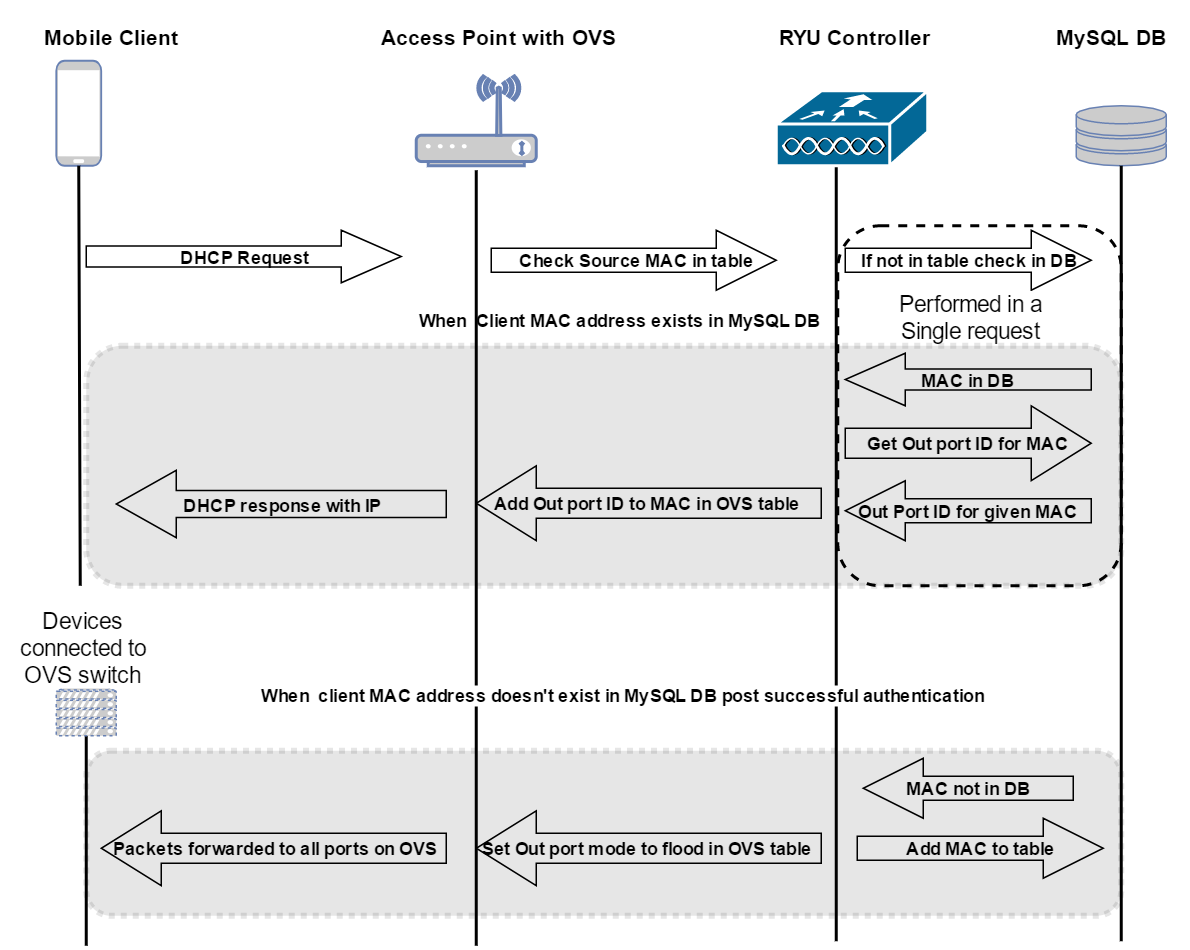 Mobile Client
Access Point with OVS
RYU Controller
MySQL DB
DHCP Request
Check Source MAC in table
If not in table check in DB
Performed in a
Single request
When Client MAC address exists in MySQL DB
MAC in DB
Get Out port ID for MAC
DHCP response with IP
Add Out port ID to MAC in OVS table
Out Port ID for given MAC
Devices
connected to
OVS switch
When client MAC address doesn't exist in MySQL DB post successful authentication
MAC not in DB
Packets forwarded to all ports on OVS
Set Out port mode to flood in OVS table
Add MAC to table